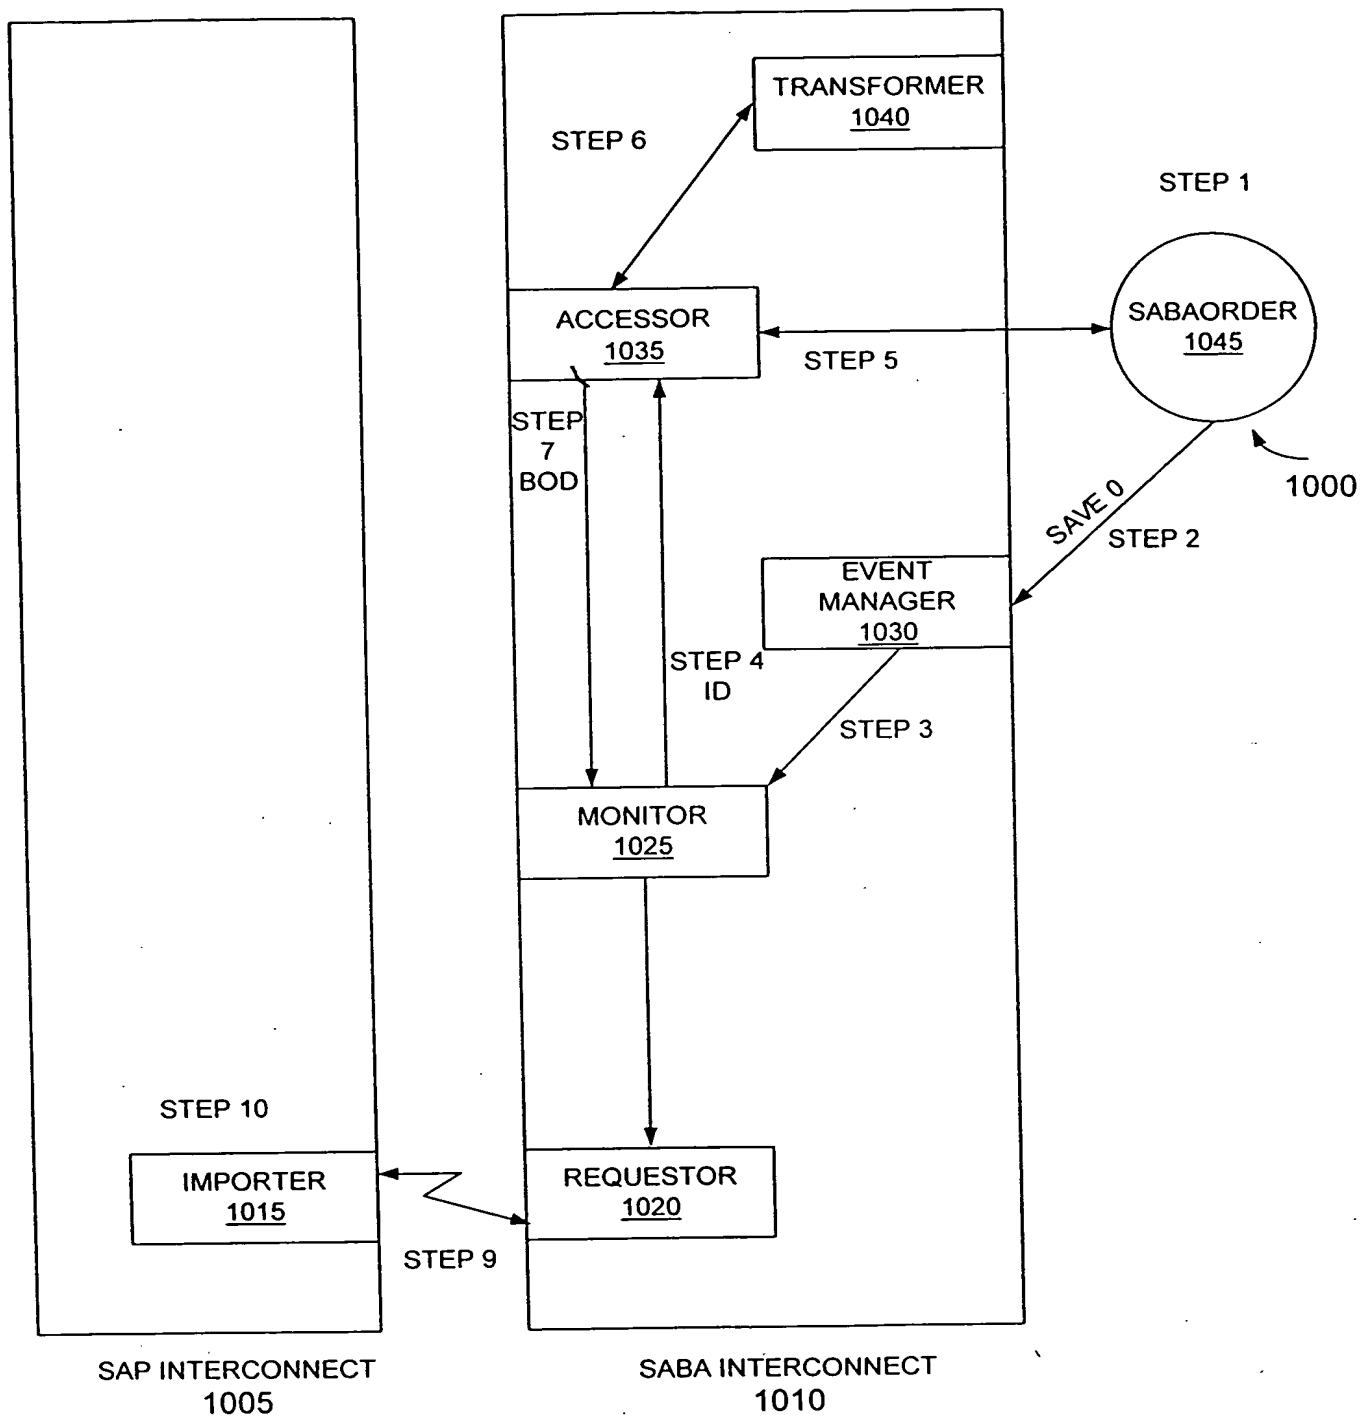 TRANSFORMER
1040
STEP 6
STEP 1
SABAORDER
1045
ACCESSOR
1035
STEP 5
STEP
7
BOD
1000
SAVE 0
STEP 2
EVENT
MANAGER
1030
STEP 4
ID
STEP 3
MONITOR
1025
STEP 10
IMPORTER
1015
REQUESTOR
1020
STEP 9
SAP INTERCONNECT
1005
SABA INTERCONNECT
1010